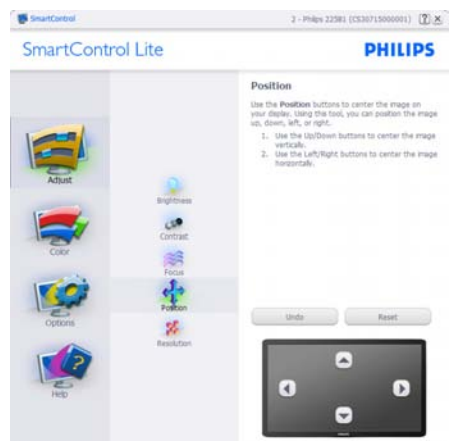 SmartControl
2 - Philips 225B1 (CS30715000001)
SmartControl Lite
PHILIPS
Adjust
Color
Options
Help
Brightness
Contrast
Focus
Position
Resolution
Position
Use the Position buttons to center the image on
your display. Using the tool, you can position the image
up, down, left, or right.
1. Use the Up/Down buttons to center the image
vertically.
2. Use the Left/Right buttons to center the image
horizontally.
Undo
Reset